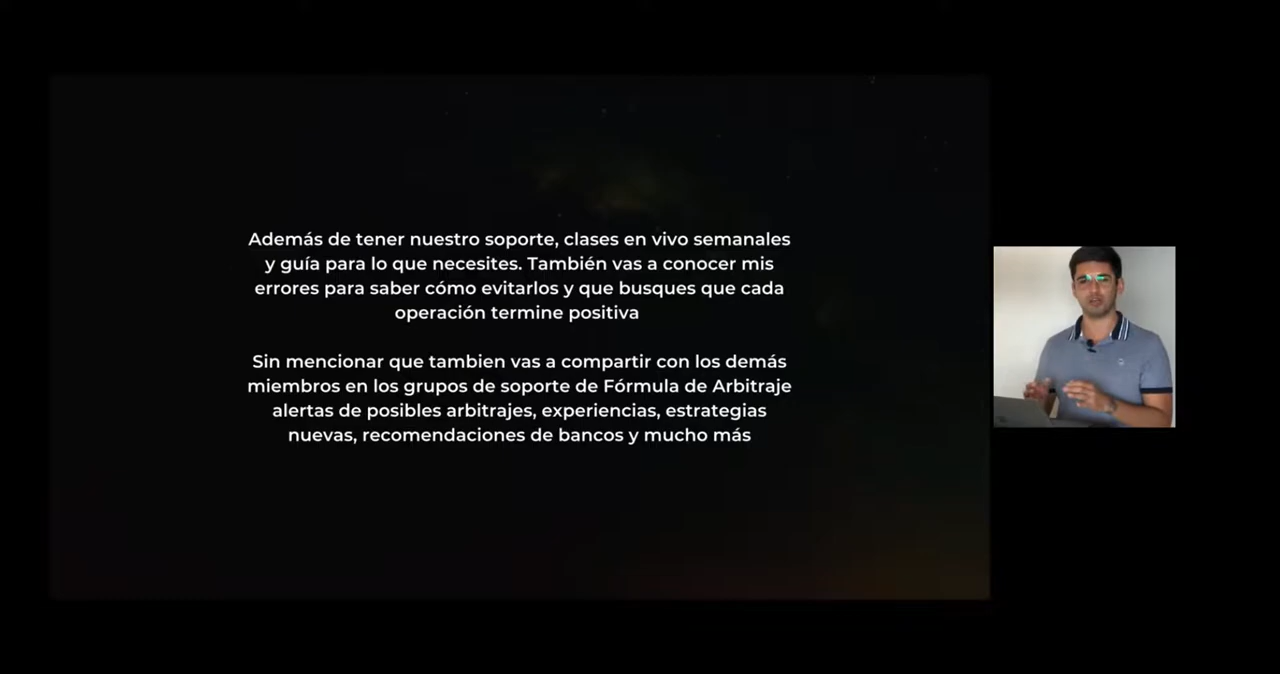 Además de tener nuestro soporte, clases en vivo semanales
y guía para lo que necesites. También vas a conocer mis
errores para saber cómo evitarlos y que busques que cada
operación termine positiva
Sin mencionar que tambien vas a compartir con los demás
miembros en los grupos de soporte de Fórmula de Arbitraje
alertas de posibles arbitrajes, experiencias, estrategias
nuevas, recomendaciones de bancos y mucho más